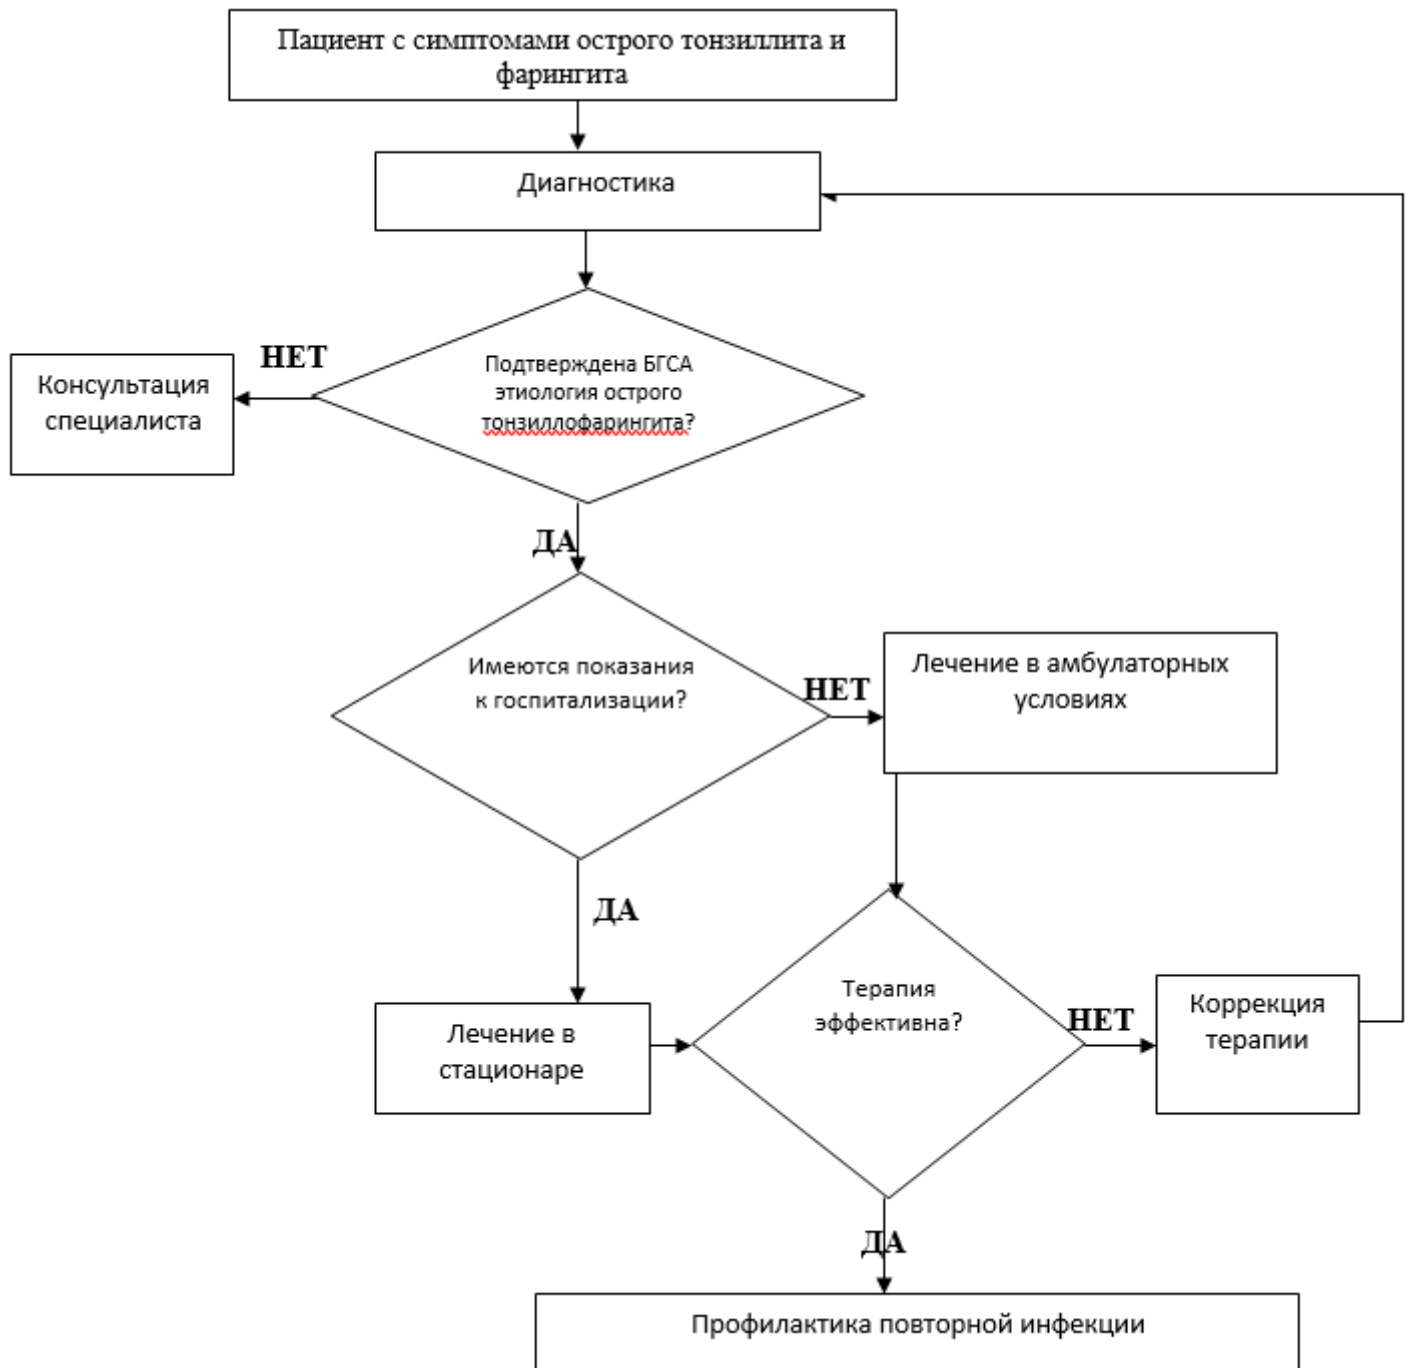 Пациент с симптомами острого тонзиллита и
фарингита
Диагностика
НЕТ
Подтверждена БГСА
этиология острого
тонзиллофарингита?
Консультация
специалиста
ДА
Имеются показания
к госпитализации?
НЕТ
Лечение в амбулаторных
условиях
ДА
Терапия
эффективна?
НЕТ
Коррекция
терапии
Лечение в
стационаре
ДА
Профилактика повторной инфекции